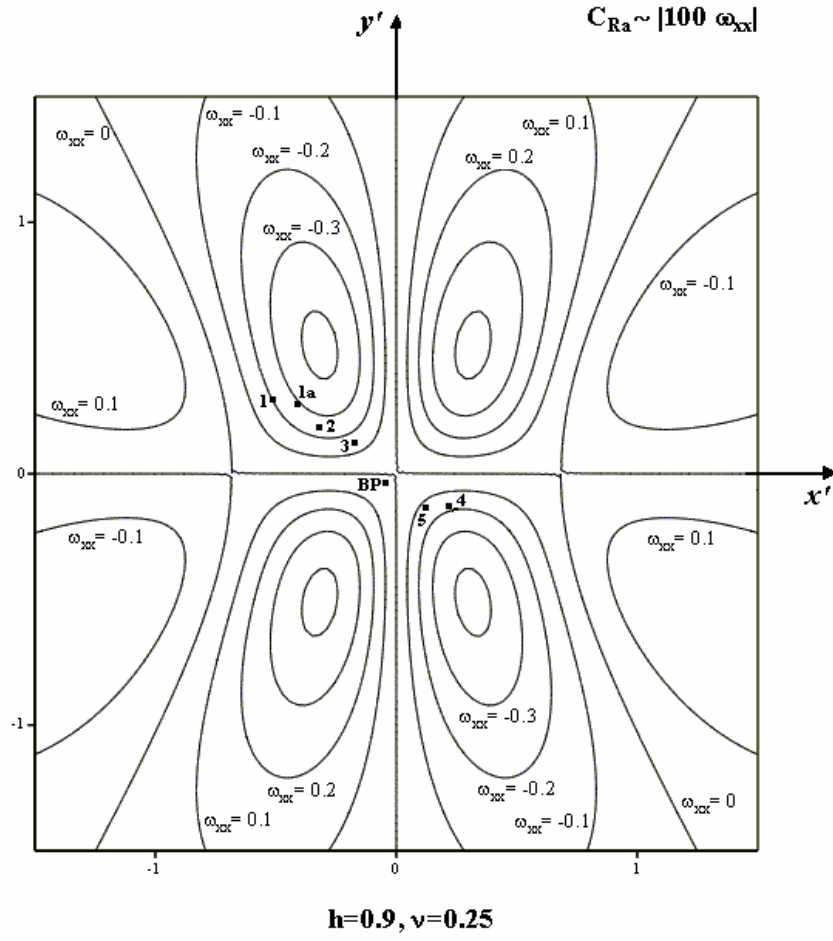 y′
C_Ra ~ |100 ω_xx|
ω_xx= 0
ω_xx= -0.1
ω_xx= 0.1
ω_xx= -0.2
ω_xx= 0.2
1
ω_xx= -0.3
ω_xx= -0.1
1
1a
ω_xx= 0.1
2
3
0
BP
x′
4
5
ω_xx= -0.1
ω_xx= 0.1
ω_xx= -0.3
-1
ω_xx= 0.2
ω_xx= -0.2
ω_xx= 0
ω_xx= 0.1
ω_xx= -0.1
-1
0
1
h=0.9, ν=0.25